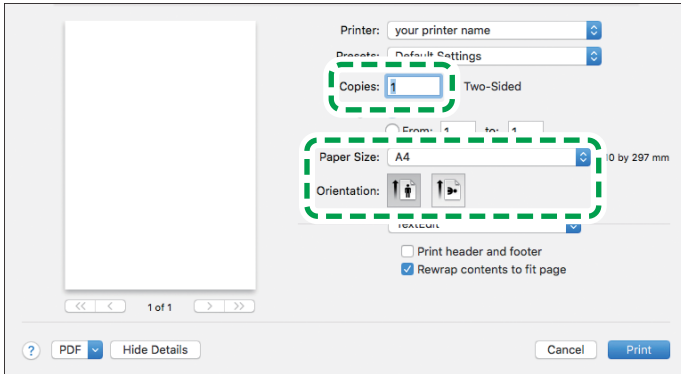 Printer: your printer name
Presets: Default Settings
Copies: 1 Two-Sided
From: 1 to: 1
Paper Size: A4 10 by 297 mm
Orientation:
TextEdit
Print header and footer
Rewrap contents to fit page
<< < 1 of 1 > >>
? PDF Hide Details Cancel Print